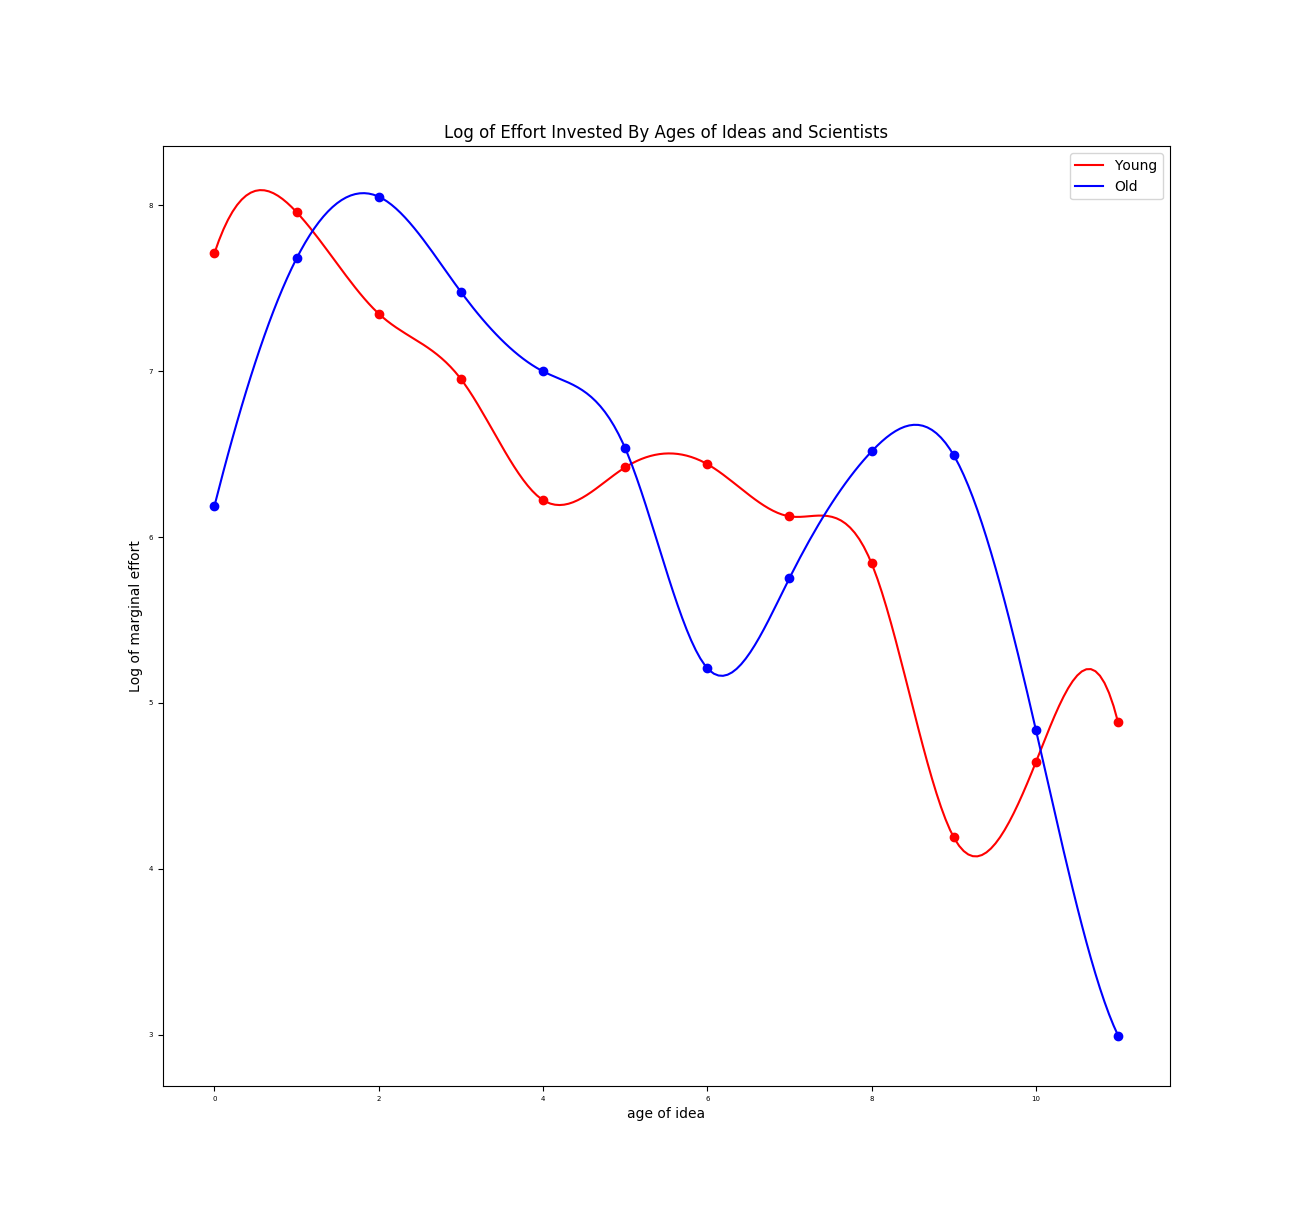 Log of Effort Invested By Ages of Ideas and Scientists
Young
Old
8
7
6
5
4
3
Log of marginal effort
0 2 4 6 8 10
age of idea